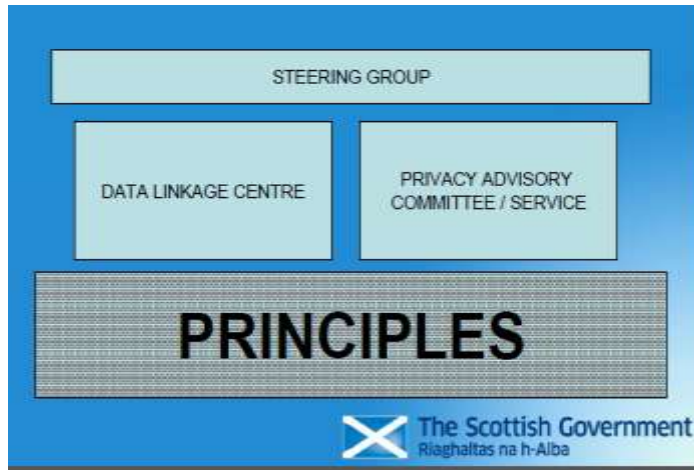 STEERING GROUP
DATA LINKAGE CENTRE
PRIVACY ADVISORY
COMMITTEE / SERVICE
PRINCIPLES
The Scottish Government
Riaghaltas na h-Alba